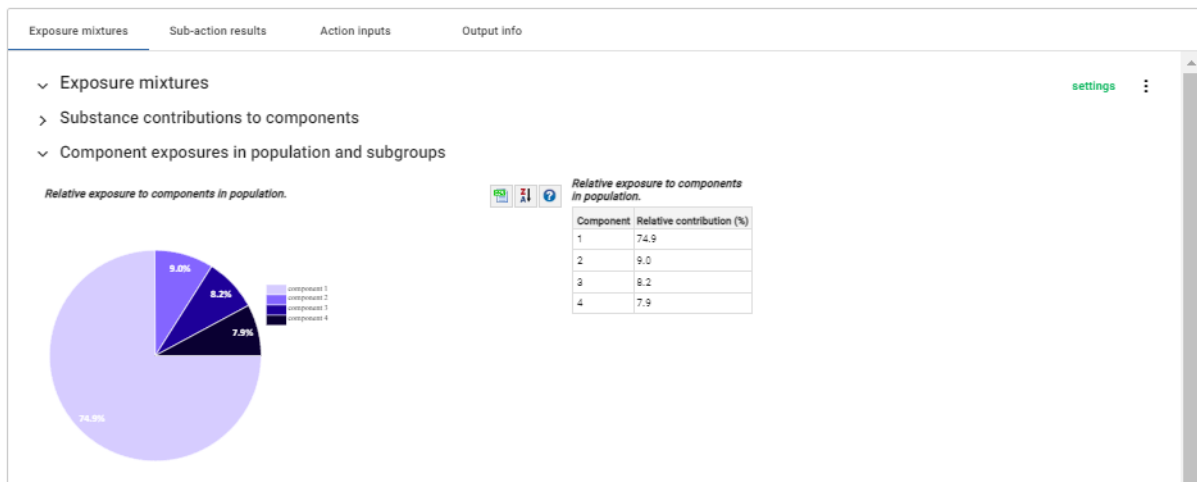 Exposure mixtures Sub-action results Action inputs Output info
Exposure mixtures
settings
Substance contributions to components
Component exposures in population and subgroups
Relative exposure to components in population.
9.0%
8.2%
7.9%
74.9%
component 1
component 2
component 3
component 4
Relative exposure to components
in population.
Component Relative contribution (%)
1 74.9
2 9.0
3 8.2
4 7.9